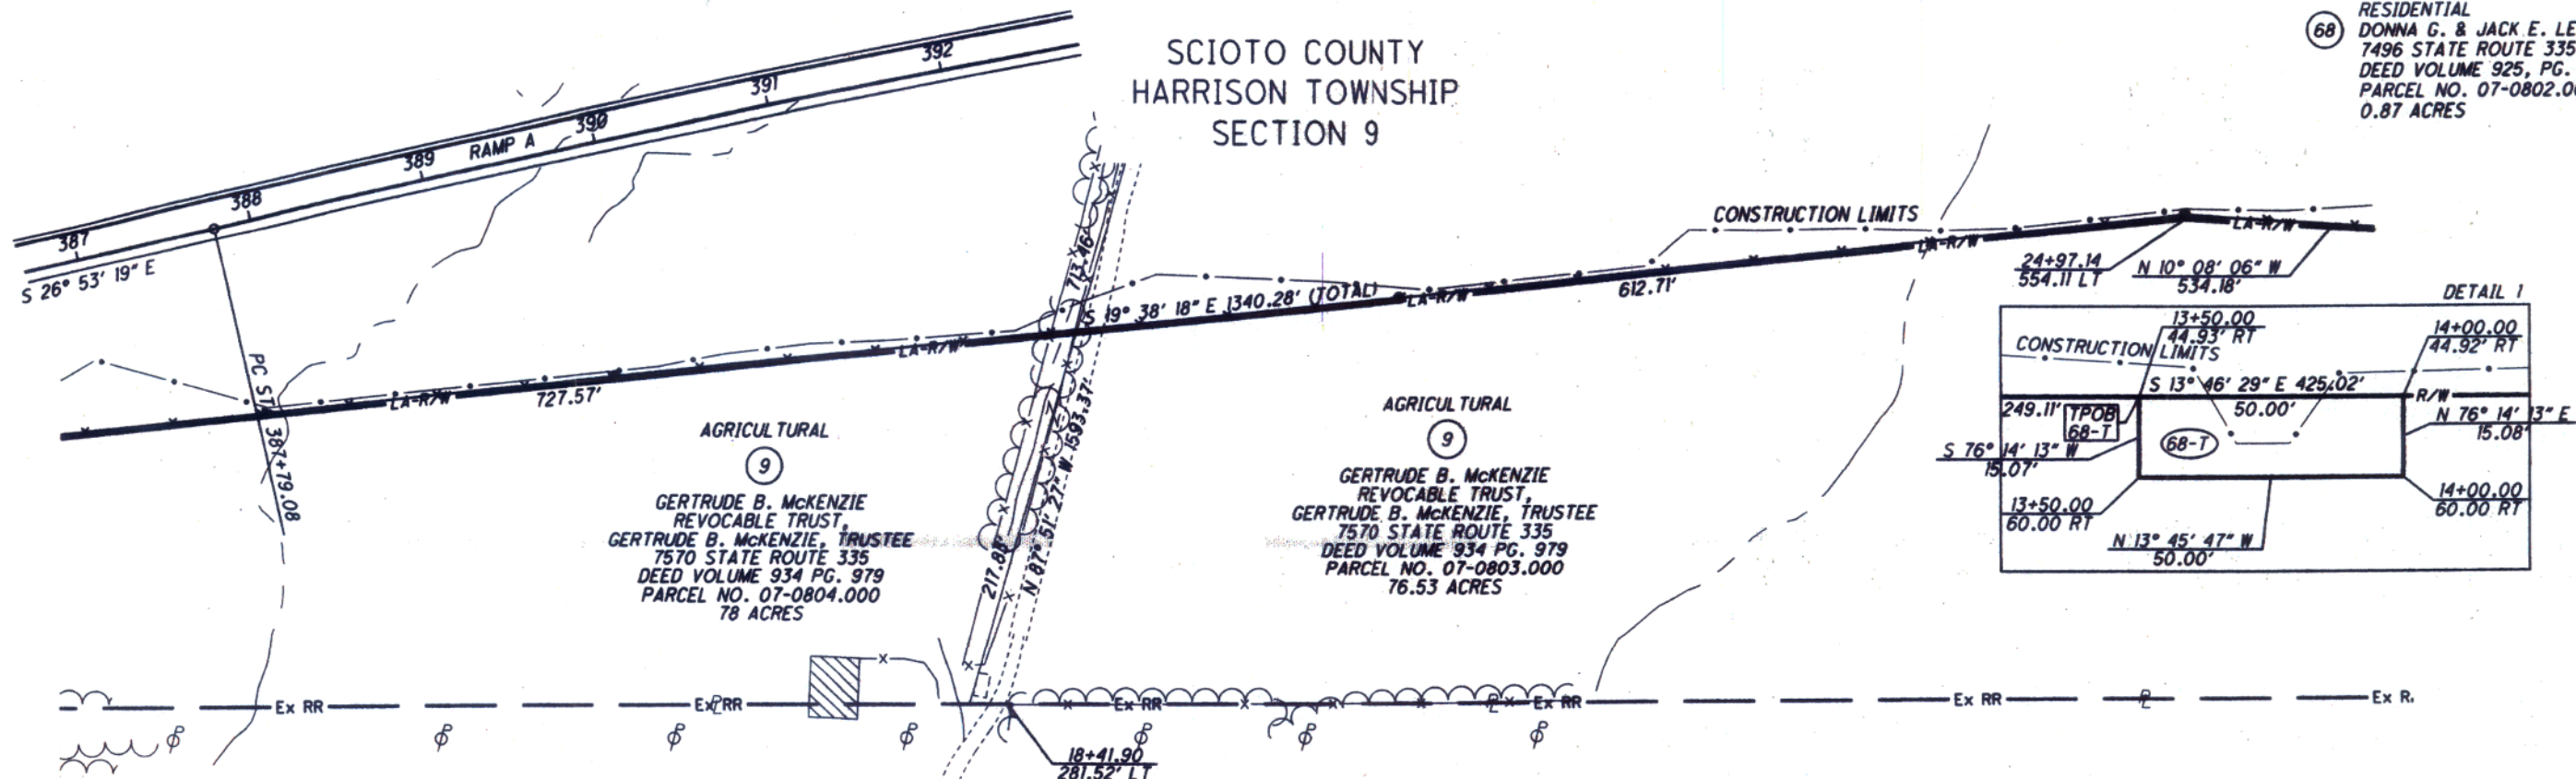 SCIOTO COUNTY
HARRISON TOWNSHIP
SECTION 9
68
RESIDENTIAL
DONNA G. & JACK E. LE
7496 STATE ROUTE 335
DEED VOLUME 925, PG.
PARCEL NO. 07-0802.00
0.87 ACRES
387
388
389
RAMP A
390
391
392
S 26° 53' 19" E
PC STA
387+79.08
LA-R/W
727.57'
LA-R/W
713.46'
S 19° 38' 18" E 1340.28' (TOTAL)
LA-R/W
612.71'
CONSTRUCTION LIMITS
LA-R/W
LA-R/W
24+97.14
554.11 LT
N 10° 08' 06" W
534.18'
217.88'
N 87° 51' 27" W 1593.37'
AGRICULTURAL
9
GERTRUDE B. McKENZIE
REVOCABLE TRUST,
GERTRUDE B. McKENZIE, TRUSTEE
7570 STATE ROUTE 335
DEED VOLUME 934 PG. 979
PARCEL NO. 07-0804.000
78 ACRES
AGRICULTURAL
9
GERTRUDE B. McKENZIE
REVOCABLE TRUST,
GERTRUDE B. McKENZIE, TRUSTEE
7570 STATE ROUTE 335
DEED VOLUME 934 PG. 979
PARCEL NO. 07-0803.000
76.53 ACRES
DETAIL 1
13+50.00
44.93' RT
14+00.00
44.92' RT
CONSTRUCTION LIMITS
S 13° 46' 29" E 425.02'
R/W
249.11'
TPOB
68-T
50.00'
68-T
N 76° 14' 13" E
15.08'
S 76° 14' 13" W
15.07'
13+50.00
60.00 RT
14+00.00
60.00 RT
N 13° 45' 47" W
50.00'
Ex RR
Ex RR
Ex RR
Ex RR
Ex RR
Ex R
18+41.90
281.52' LT